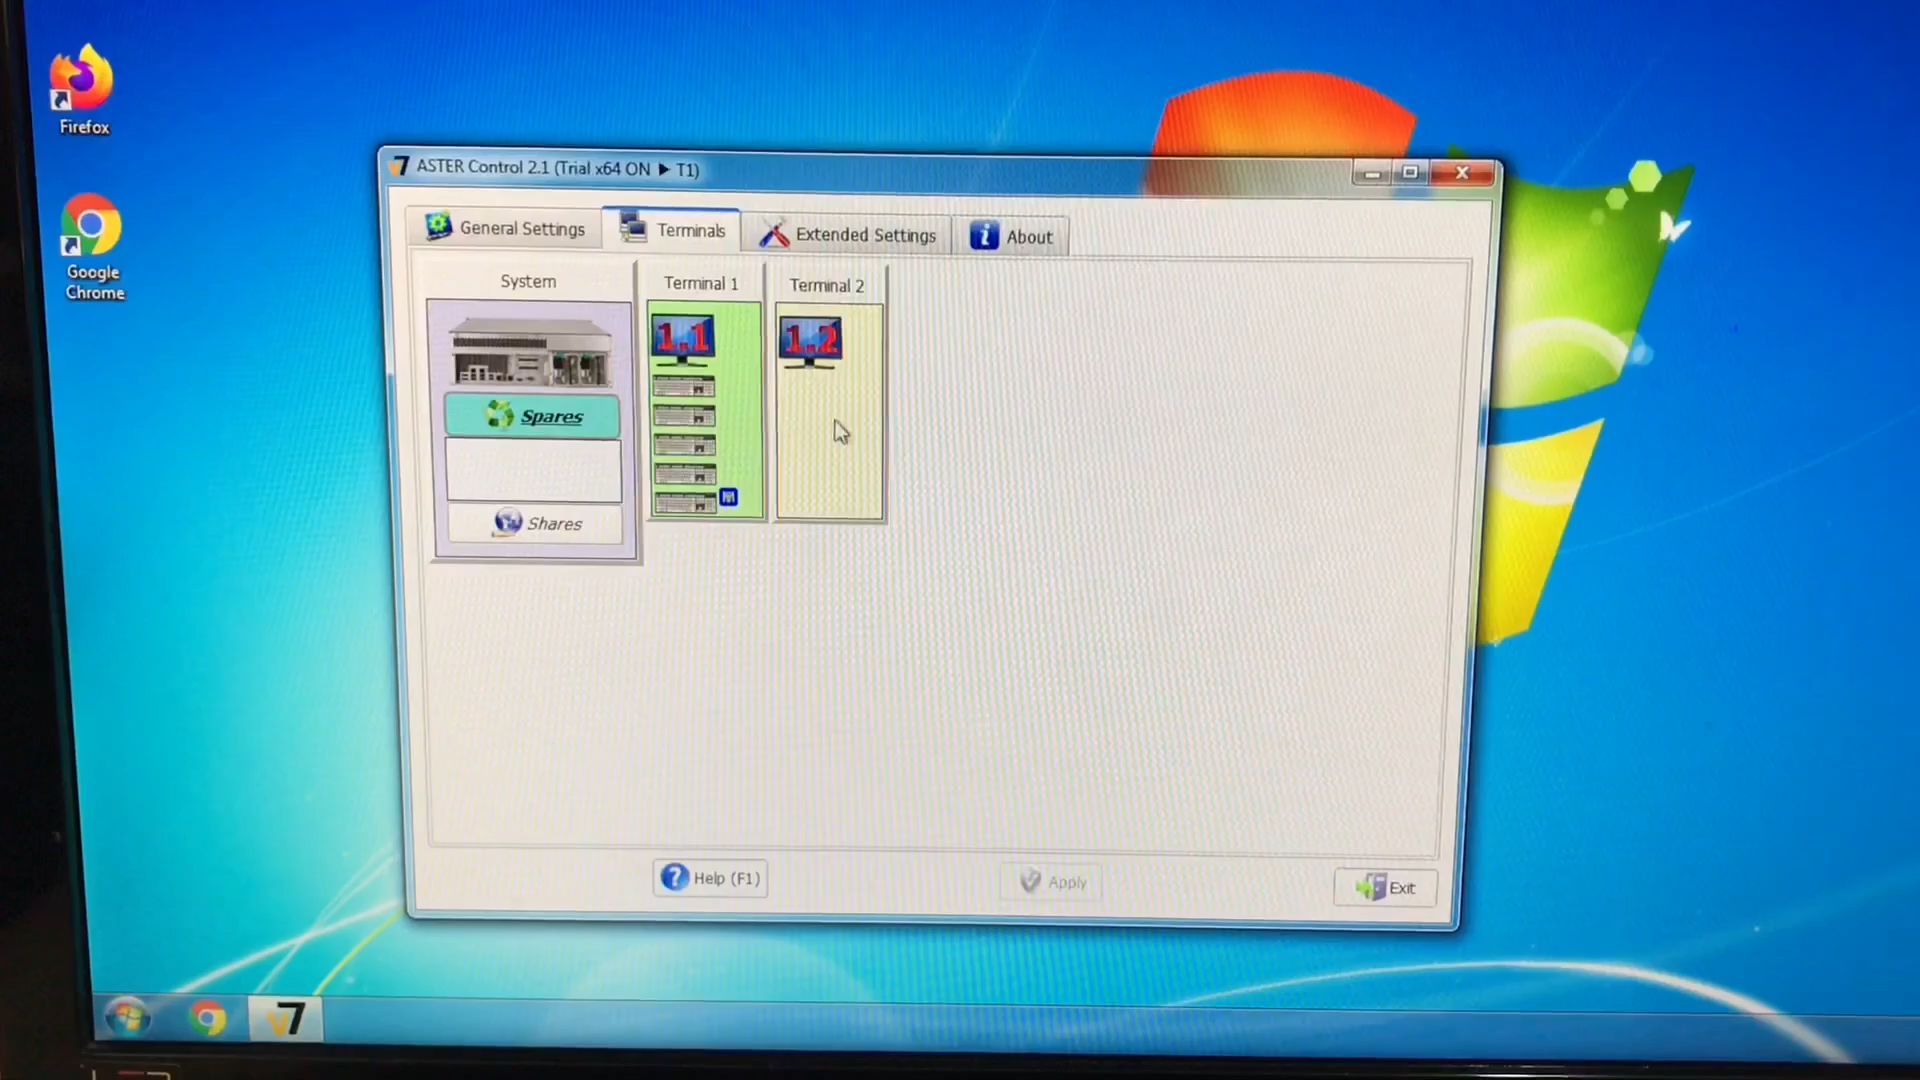 Firefox
Google
Chrome
ASTER Control 2.1 (Trial x64 ON ► T1)
General Settings
Terminals
Extended Settings
About
System
Terminal 1
Terminal 2
1.1
1.2
Spares
Shares
Help (F1)
Apply
Exit
v7